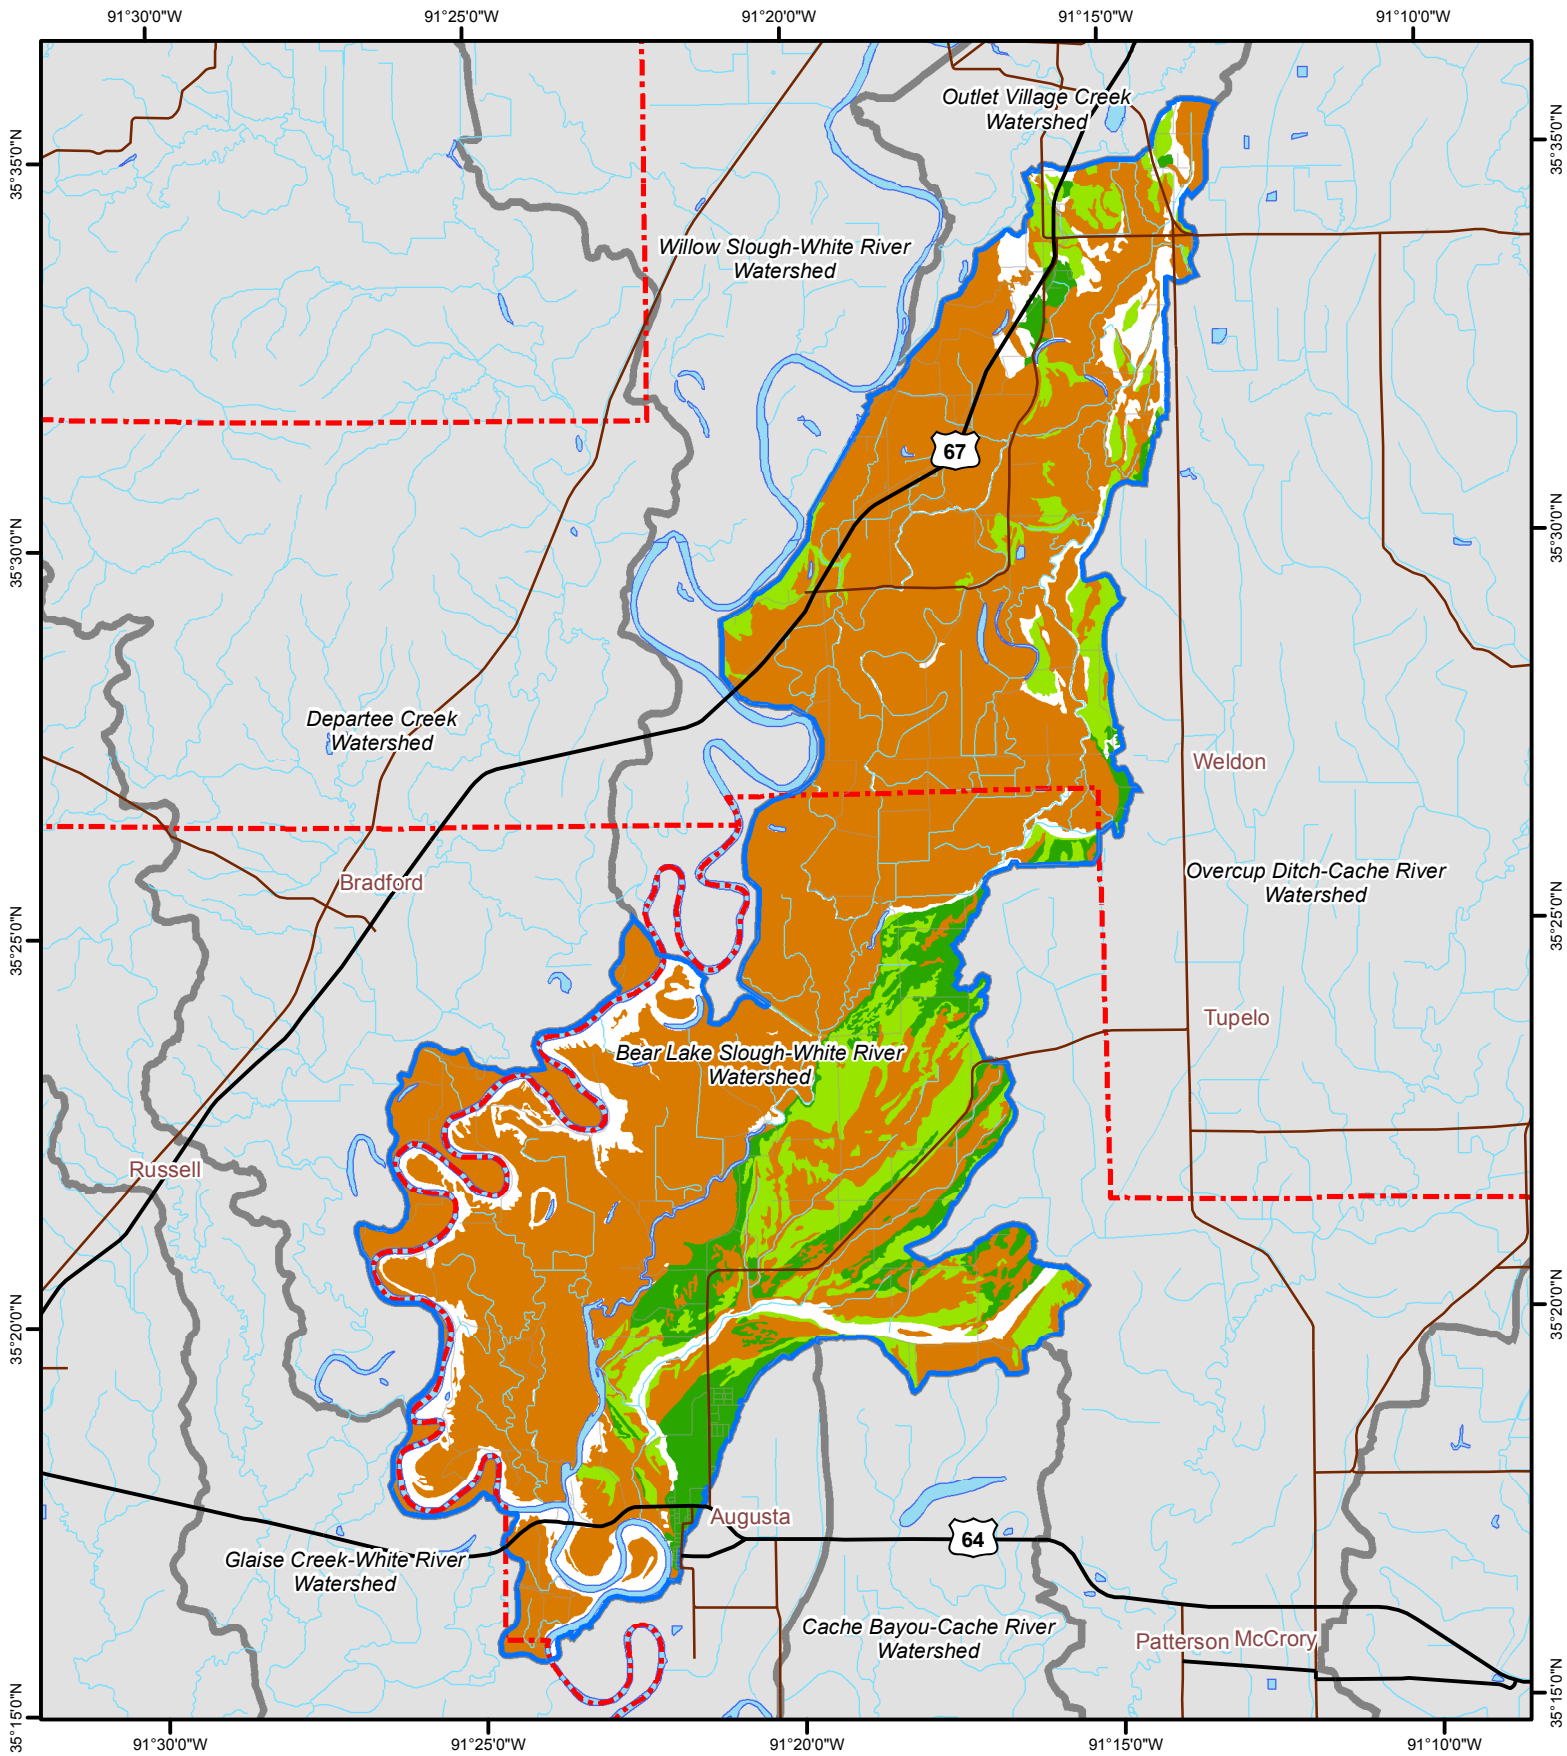 91°30'0"W 91°25'0"W 91°20'0"W 91°15'0"W 91°10'0"W
Outlet Village Creek
Watershed
35°35'0"N 35°35'0"N
Willow Slough-White River
Watershed
67
35°30'0"N 35°30'0"N
Departee Creek
Watershed
Weldon
Bradford
Overcup Ditch-Cache River
Watershed
35°25'0"N 35°25'0"N
Tupelo
Bear Lake Slough-White River
Watershed
Russell
35°20'0"N 35°20'0"N
Augusta
64
Glaise Creek-White River
Watershed
Cache Bayou-Cache River
Watershed
Patterson McCrory
35°15'0"N 35°15'0"N
91°30'0"W 91°25'0"W 91°20'0"W 91°15'0"W 91°10'0"W